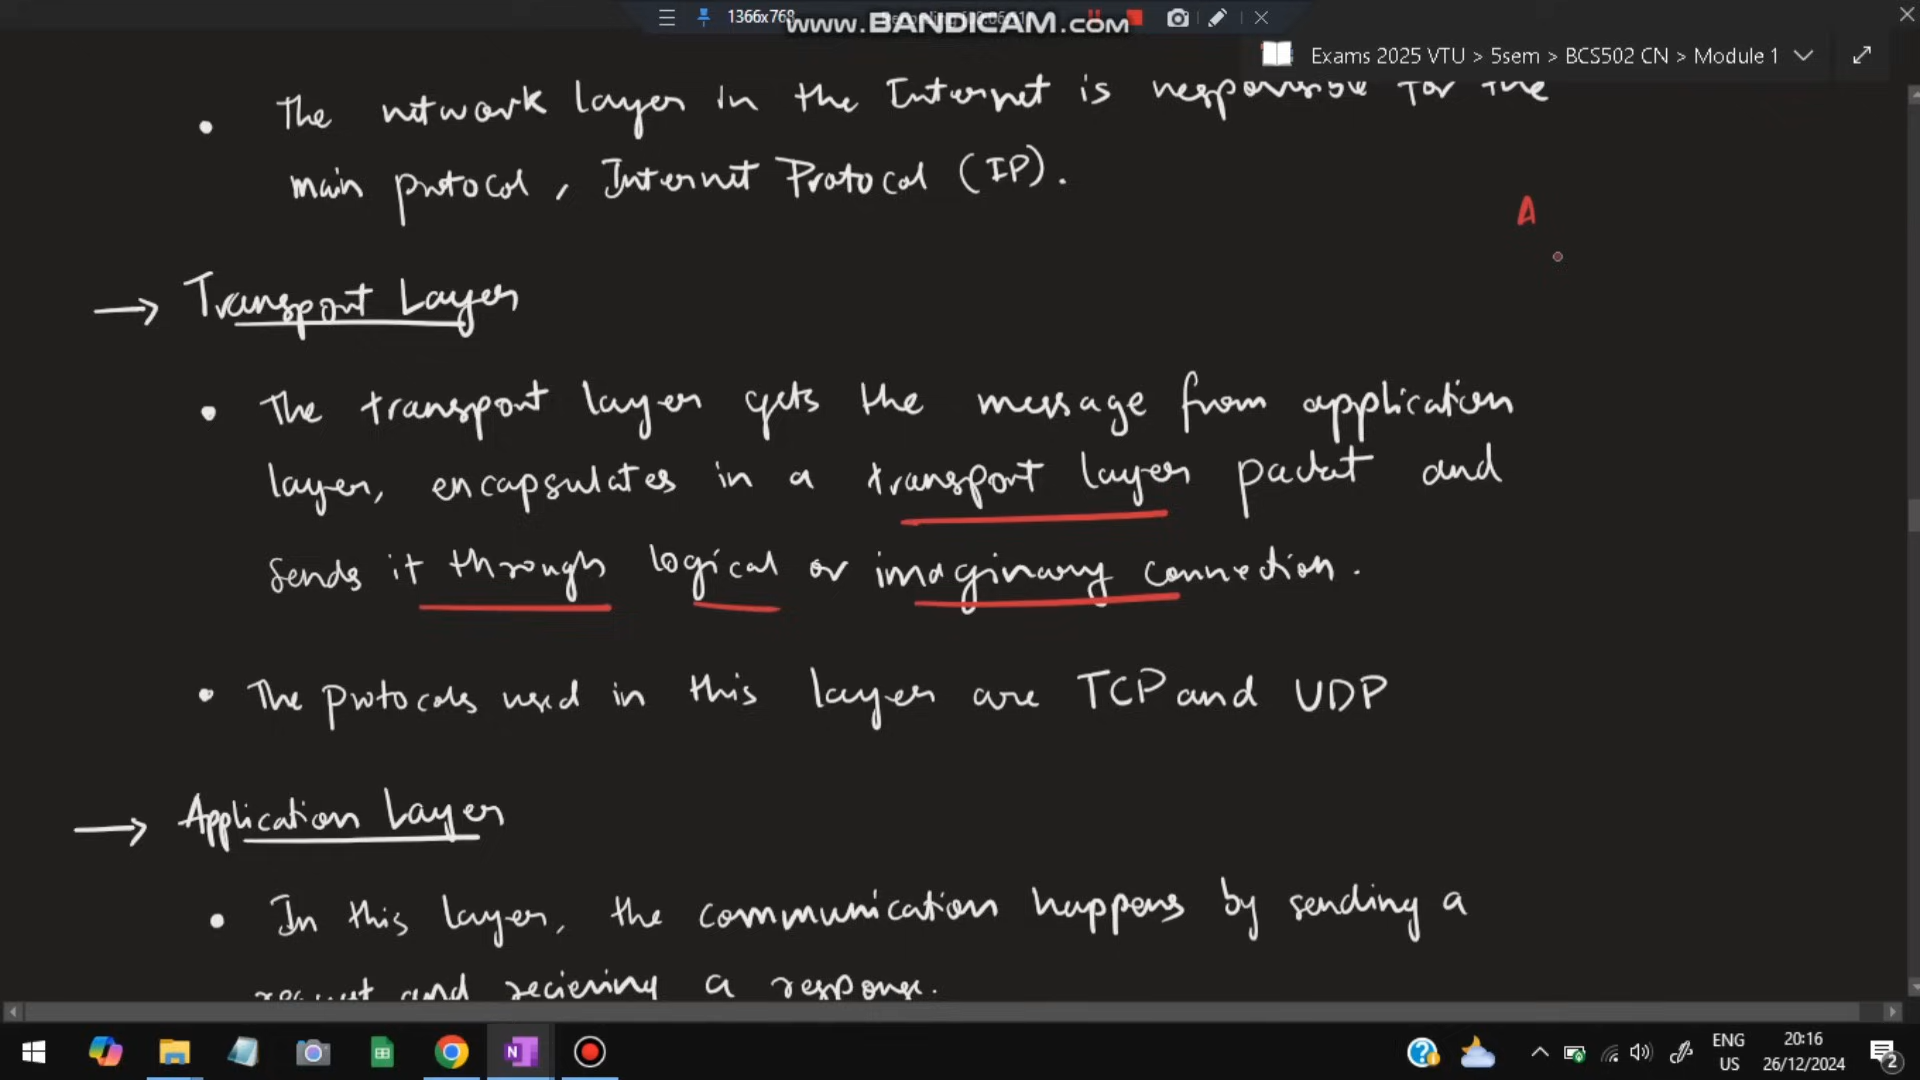 1366x768
www.BANDICAM.com
Exams 2025 VTU > 5sem > BCS502 CN > Module 1
The network layer in the Internet is responsible for the
main protocol, Internet Protocol (IP).
A
→ Transport Layer
• The transport layer gets the message from application
layer, encapsulates in a transport layer packet and
sends it through logical or imaginary connection.
• The protocols used in this layer are TCP and UDP
→ Application Layer
• In this layer, the communication happens by sending a
request and recieving a response.
ENG
US
20:16
26/12/2024
2